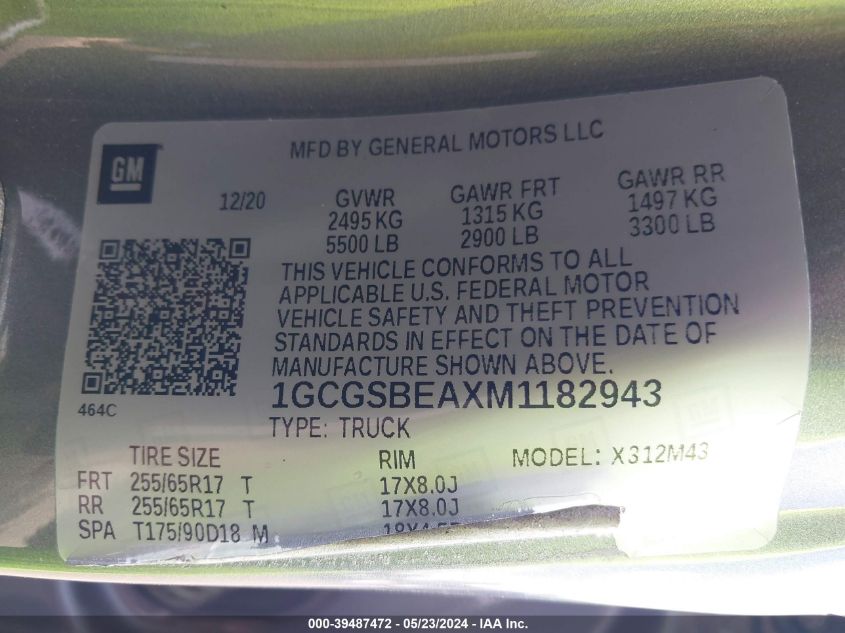 GM
MFD BY GENERAL MOTORS LLC
12/20 GVWR GAWR FRT GAWR RR
2495 KG 1315 KG 1497 KG
5500 LB 2900 LB 3300 LB
THIS VEHICLE CONFORMS TO ALL
APPLICABLE U.S. FEDERAL MOTOR
VEHICLE SAFETY AND THEFT PREVENTION
STANDARDS IN EFFECT ON THE DATE OF
MANUFACTURE SHOWN ABOVE.
464C
1GCGSBEAXM1182943
TYPE: TRUCK
TIRE SIZE RIM MODEL: X312M43
FRT 255/65R17 T 17X8.0J
RR 255/65R17 T 17X8.0J
SPA T175/90D18 M
000-39487472 - 05/23/2024 - IAA Inc.